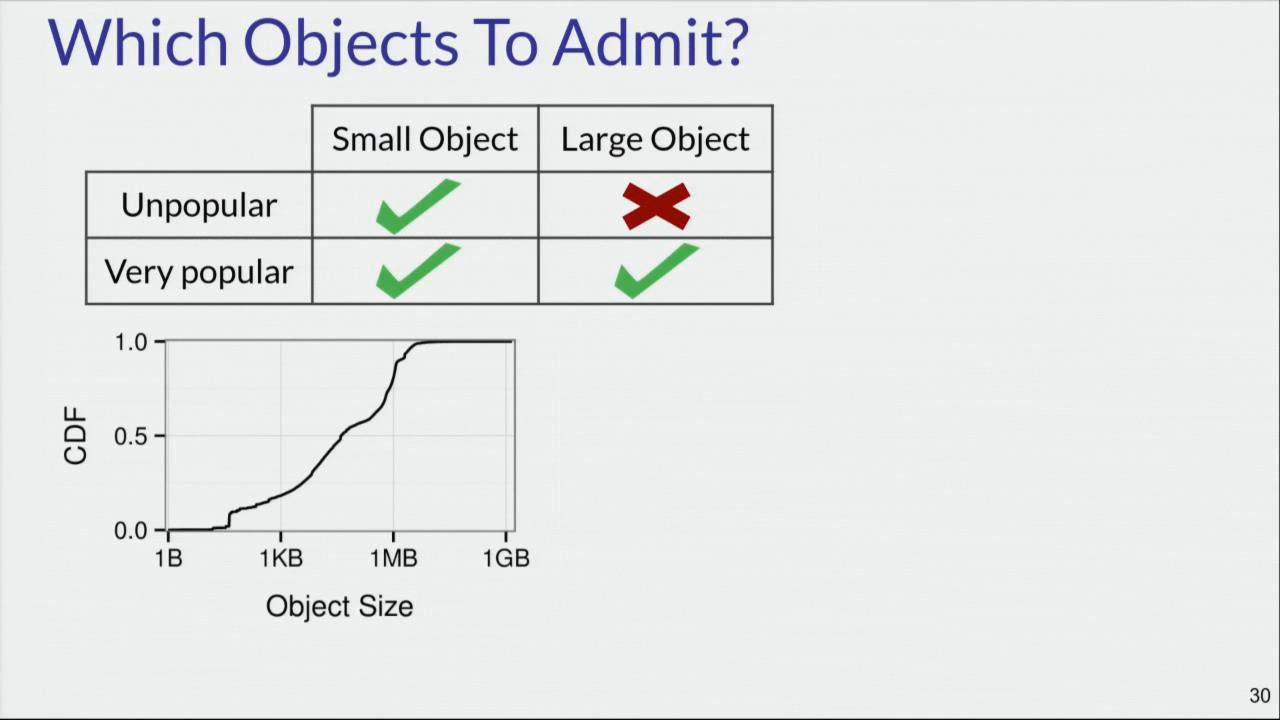 Which Objects To Admit?
Small Object Large Object
Unpopular
Very popular
1.0
0.5
0.0
CDF
1B 1KB 1MB 1GB
Object Size
30